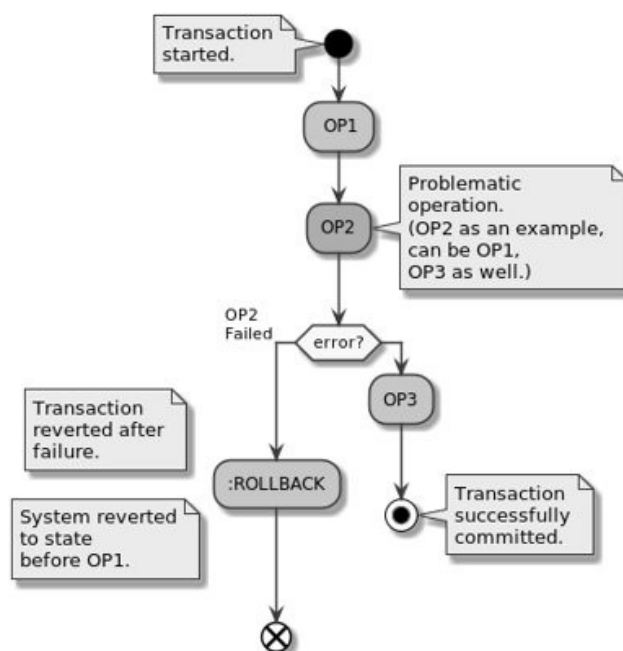 Transaction
started.
OP1
OP2
Problematic
operation.
(OP2 as an example,
can be OP1,
OP3 as well.)
OP2
Failed
error?
OP3
Transaction
reverted after
failure.
:ROLLBACK
System reverted
to state
before OP1.
Transaction
successfully
committed.